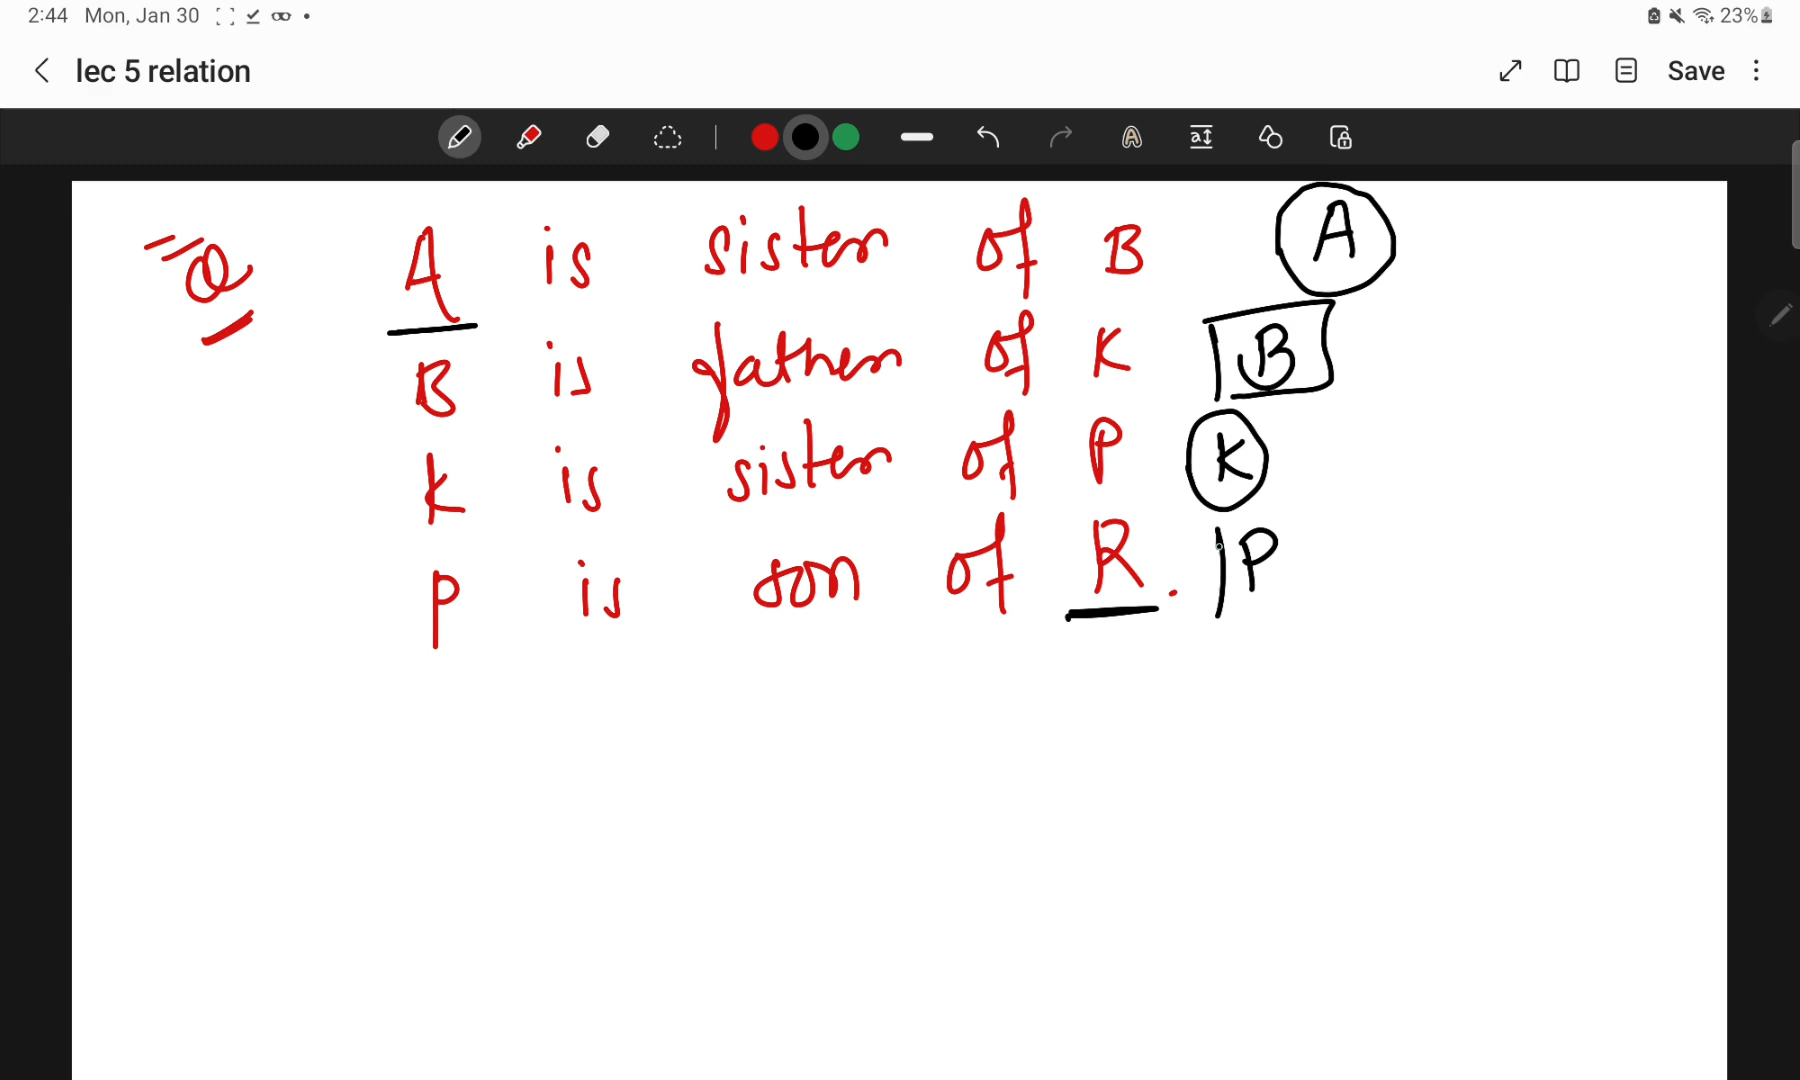 2:44 Mon, Jan 30
23%
lec 5 relation
Save
Q A is sister of B
A
B is father of K
B
K is sister of P
K
P is son of R.
P